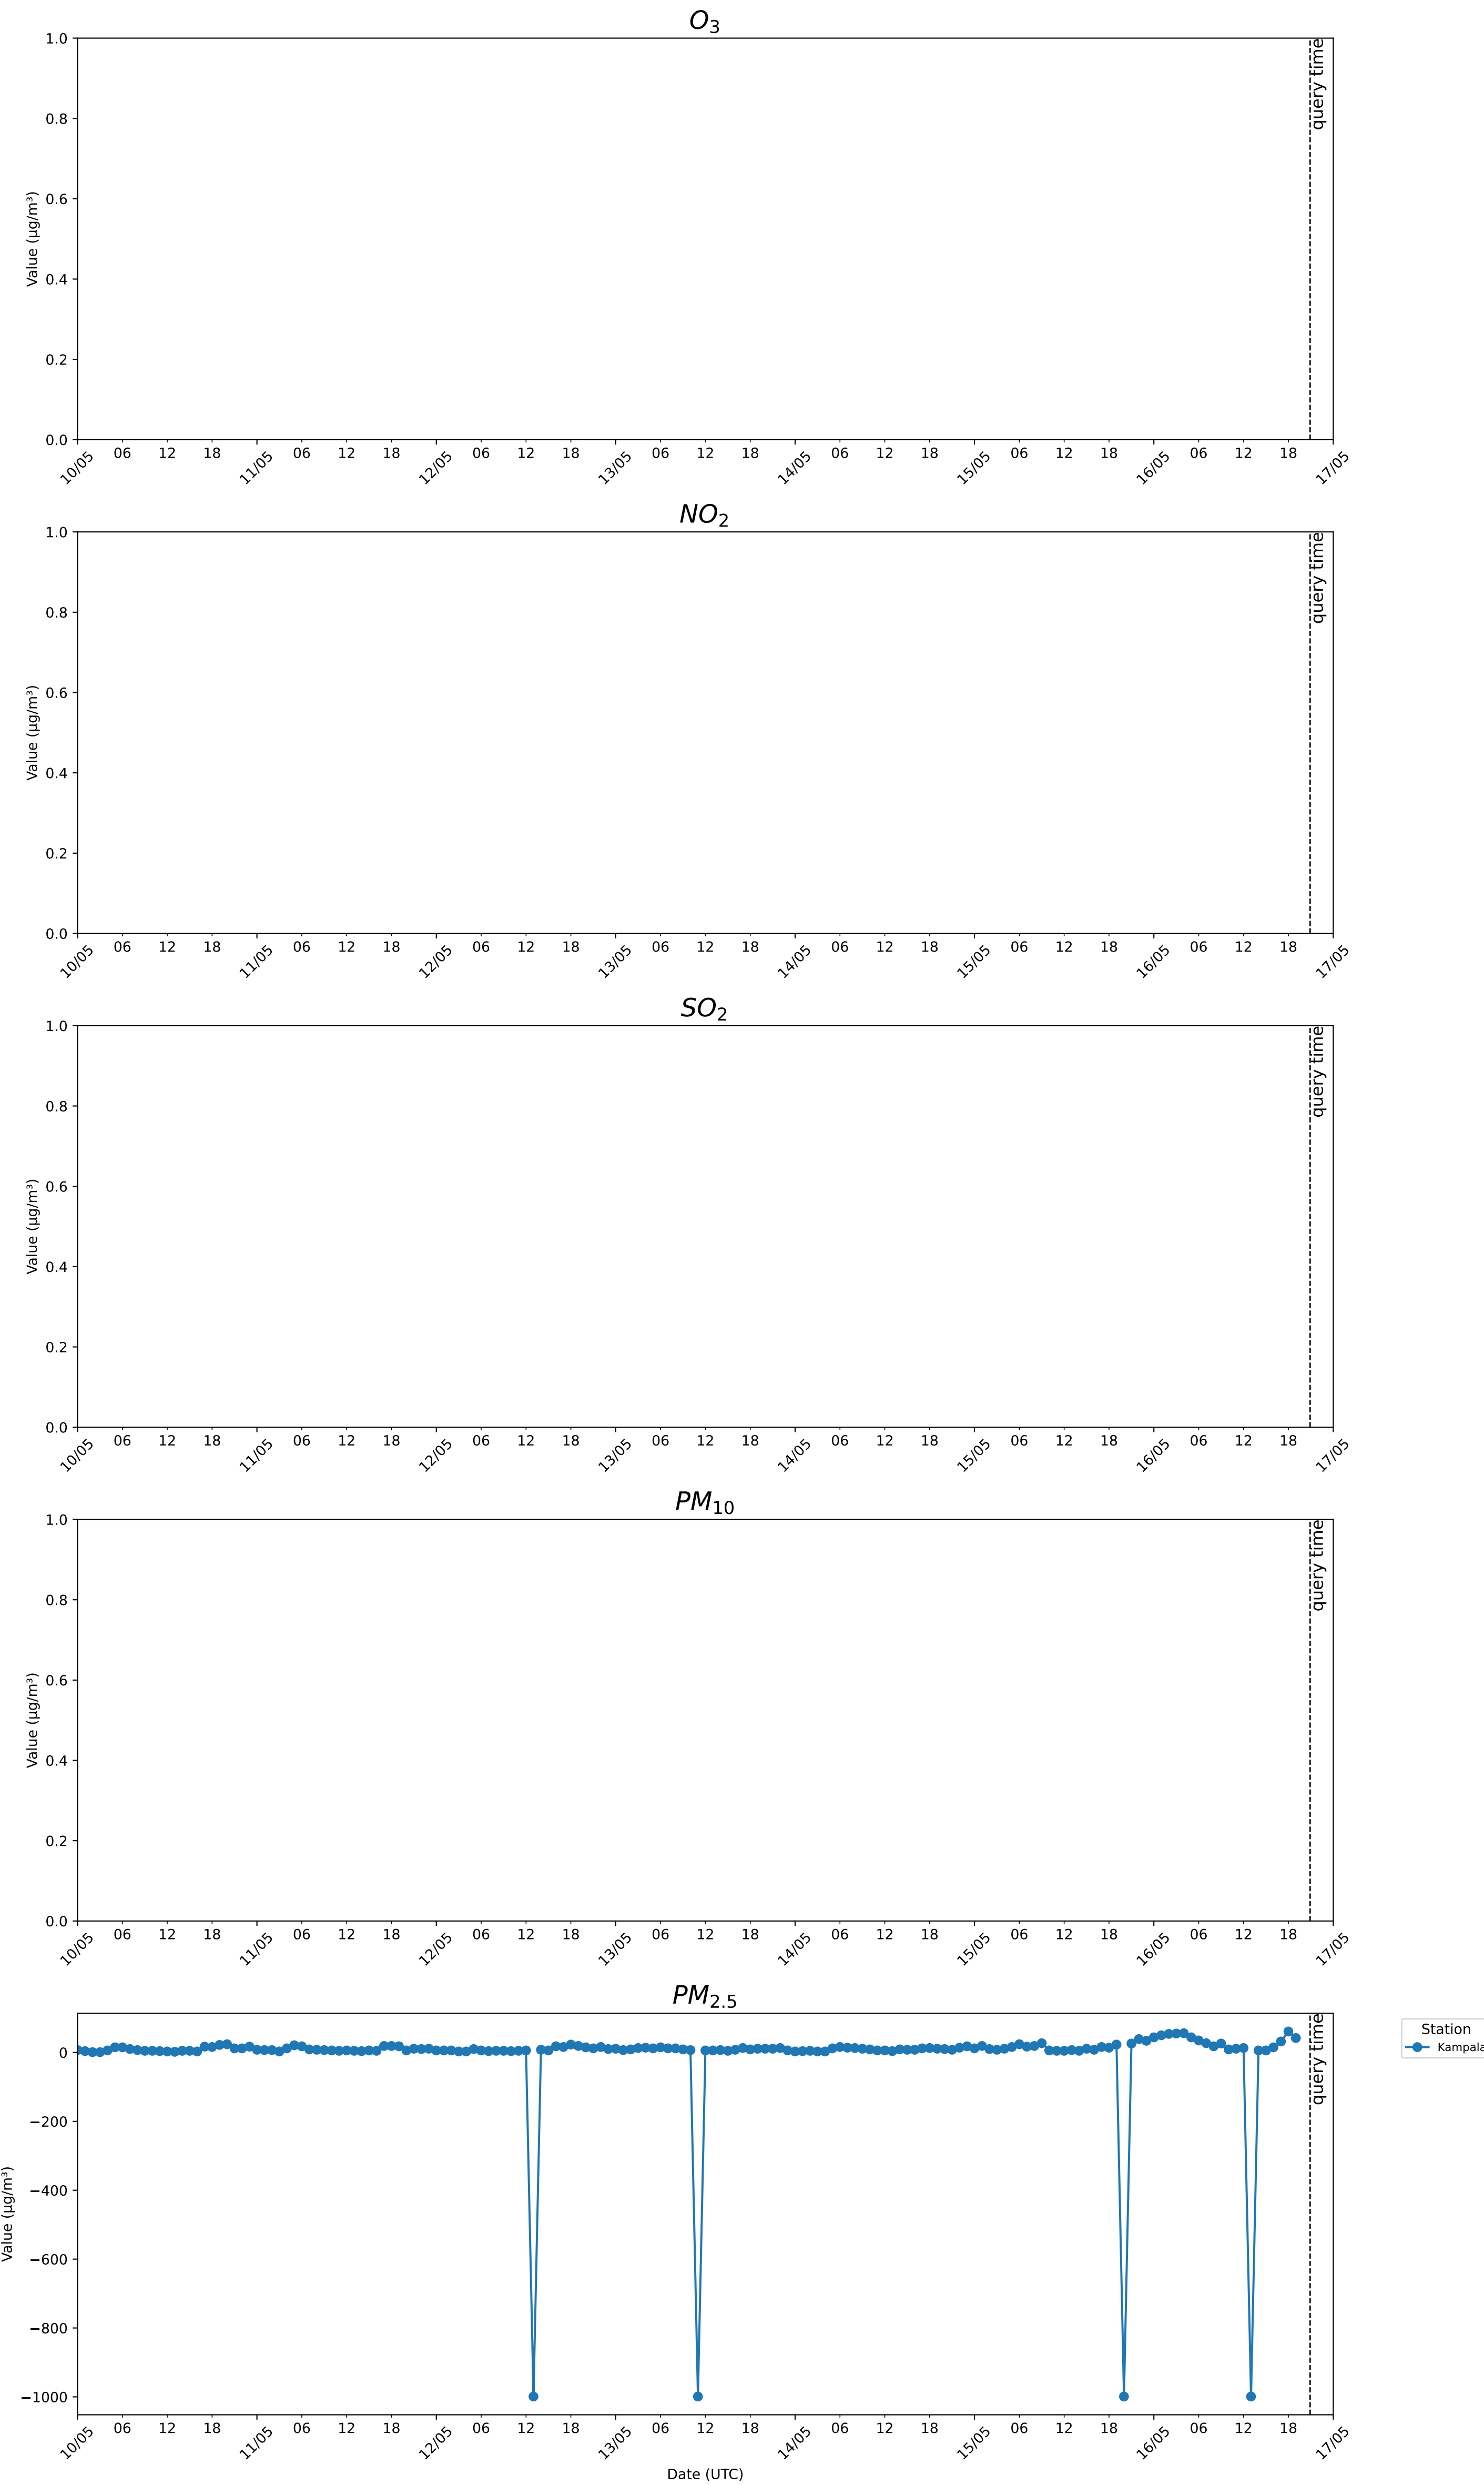 O3
Value (µg/m³)
1.0
0.8
0.6
0.4
0.2
0.0
query time
10/05 06 12 18 11/05 06 12 18 12/05 06 12 18 13/05 06 12 18 14/05 06 12 18 15/05 06 12 18 16/05 06 12 18 17/05
NO2
Value (µg/m³)
1.0
0.8
0.6
0.4
0.2
0.0
query time
10/05 06 12 18 11/05 06 12 18 12/05 06 12 18 13/05 06 12 18 14/05 06 12 18 15/05 06 12 18 16/05 06 12 18 17/05
SO2
Value (µg/m³)
1.0
0.8
0.6
0.4
0.2
0.0
query time
10/05 06 12 18 11/05 06 12 18 12/05 06 12 18 13/05 06 12 18 14/05 06 12 18 15/05 06 12 18 16/05 06 12 18 17/05
PM10
Value (µg/m³)
1.0
0.8
0.6
0.4
0.2
0.0
query time
10/05 06 12 18 11/05 06 12 18 12/05 06 12 18 13/05 06 12 18 14/05 06 12 18 15/05 06 12 18 16/05 06 12 18 17/05
PM2.5
Value (µg/m³)
0
−200
−400
−600
−800
−1000
query time
Station
Kampala
10/05 06 12 18 11/05 06 12 18 12/05 06 12 18 13/05 06 12 18 14/05 06 12 18 15/05 06 12 18 16/05 06 12 18 17/05
Date (UTC)